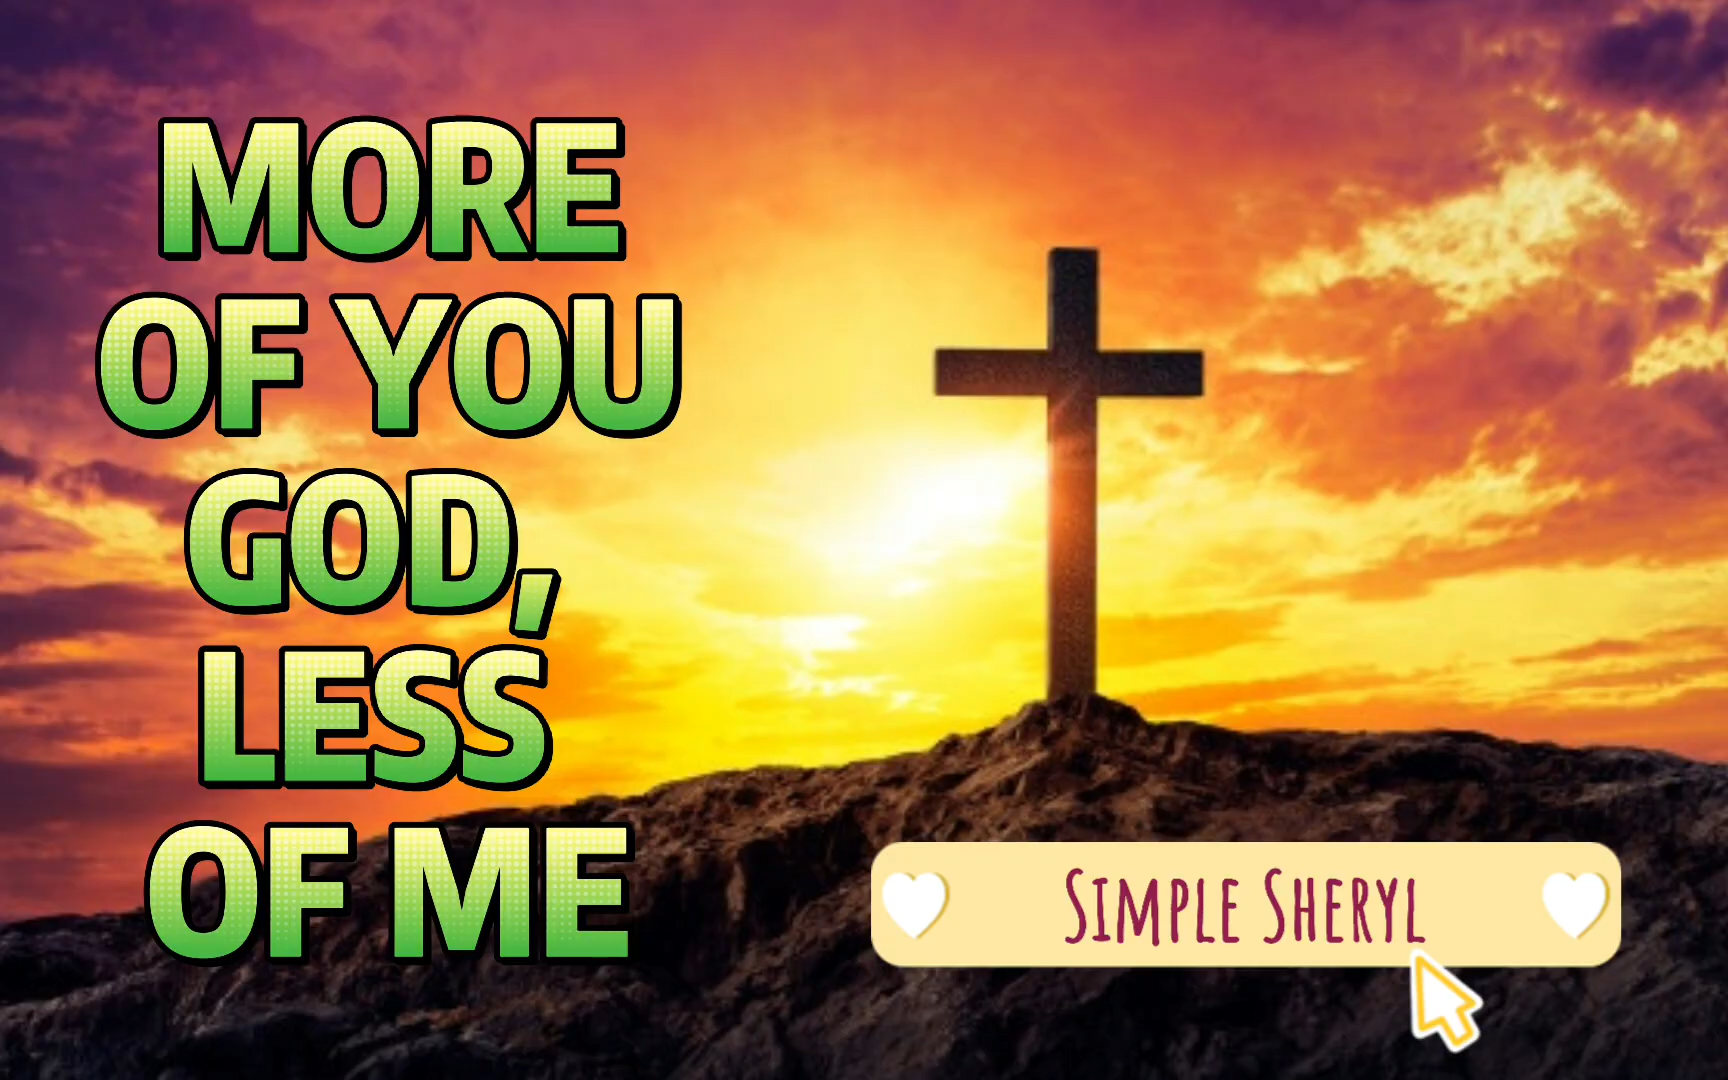 MORE
OF YOU
GOD,
LESS
OF ME
SIMPLE SHERYL